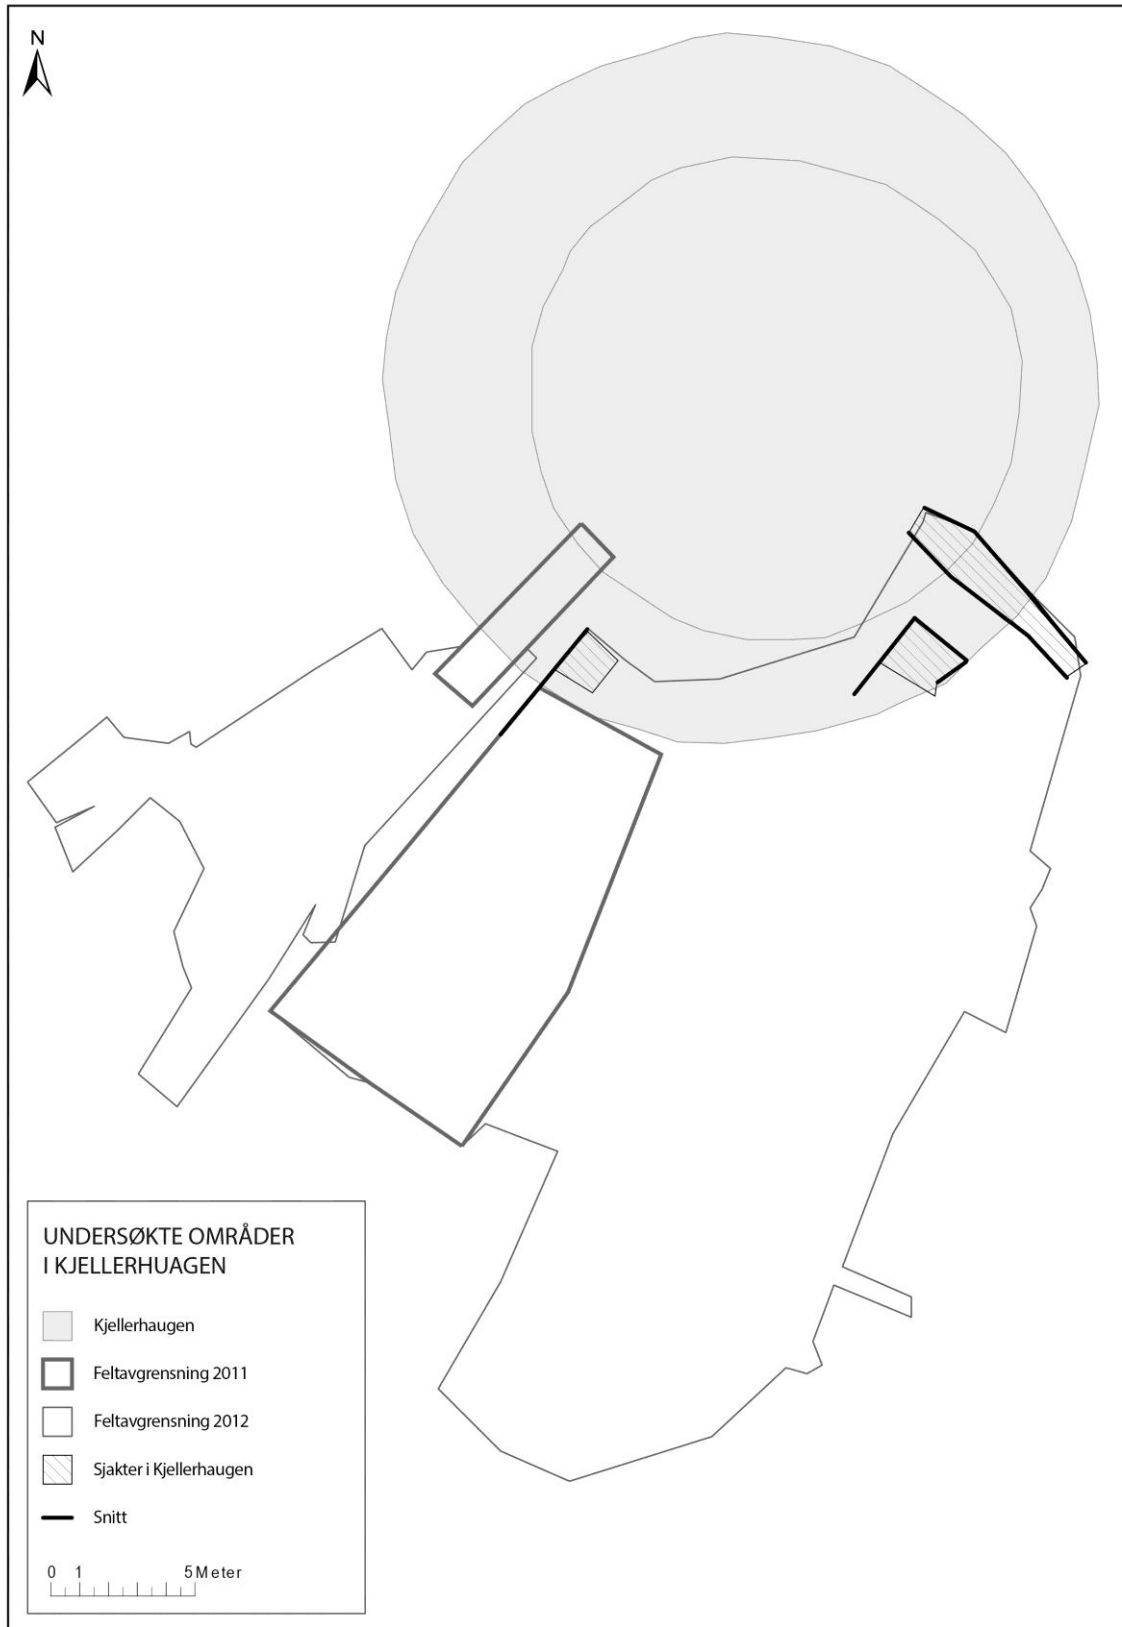 N
UNDERSØKTE OMRÅDER
I KJELLERHUAGEN
Kjellerhaugen
Feltavgrensning 2011
Feltavgrensning 2012
Sjakter i Kjellerhaugen
Snitt
0 1 5 Meter